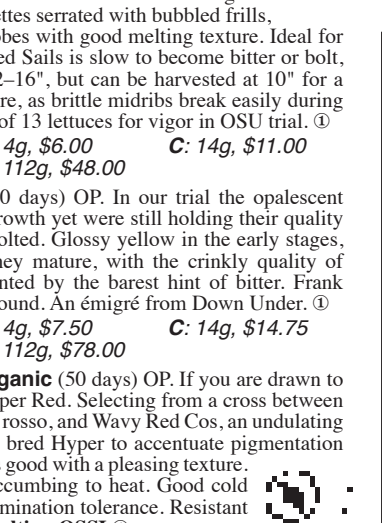 ttes serrated with bubbled frills,
bes with good melting texture. Ideal for
ed Sails is slow to become bitter or bolt,
2–16", but can be harvested at 10" for a
re, as brittle midribs break easily during
of 13 lettuces for vigor in OSU trial. ①
4g, $6.00 C: 14g, $11.00
112g, $48.00
0 days) OP. In our trial the opalescent
rowth yet were still holding their quality
olted. Glossy yellow in the early stages,
hey mature, with the crinkly quality of
nted by the barest hint of bitter. Frank
ound. An émigré from Down Under. ①
4g, $7.50 C: 14g, $14.75
112g, $78.00
ganic (50 days) OP. If you are drawn to
per Red. Selecting from a cross between
rosso, and Wavy Red Cos, an undulating
bred Hyper to accentuate pigmentation
s good with a pleasing texture.
ccumbing to heat. Good cold
mination tolerance. Resistant